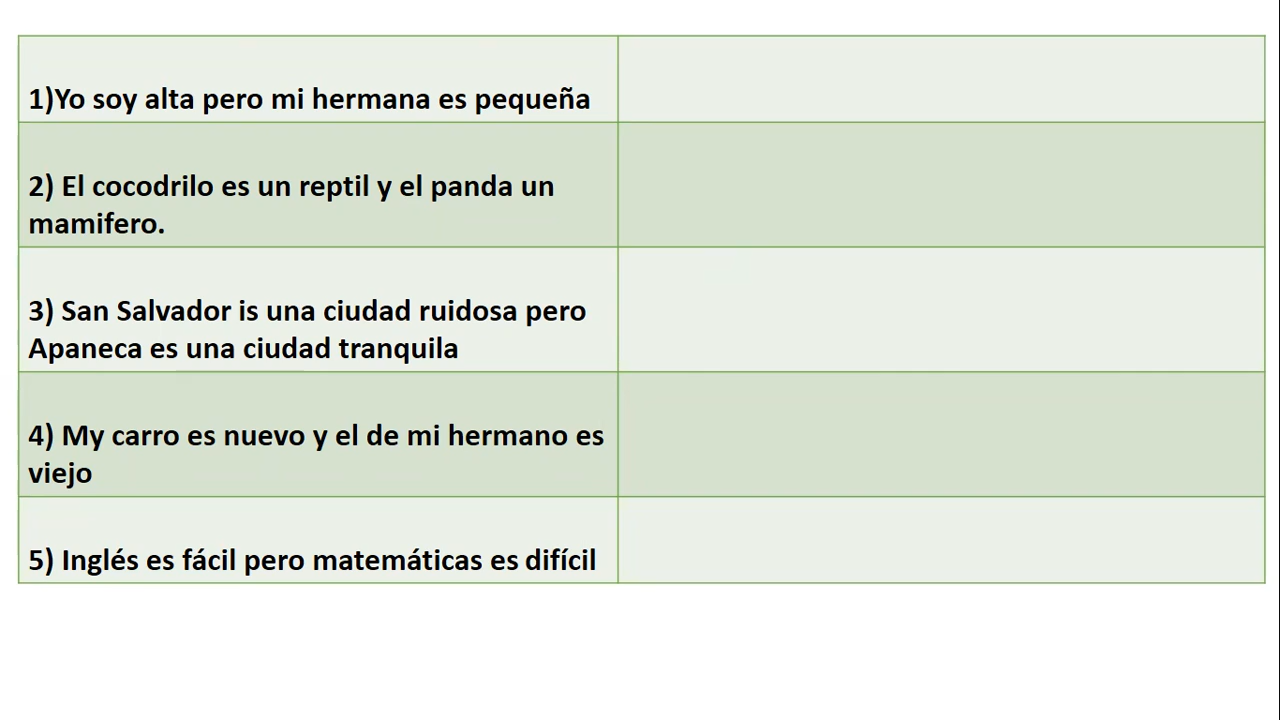 1)Yo soy alta pero mi hermana es pequeña
2) El cocodrilo es un reptil y el panda un
mamifero.
3) San Salvador is una ciudad ruidosa pero
Apaneca es una ciudad tranquila
4) My carro es nuevo y el de mi hermano es
viejo
5) Inglés es fácil pero matemáticas es difícil